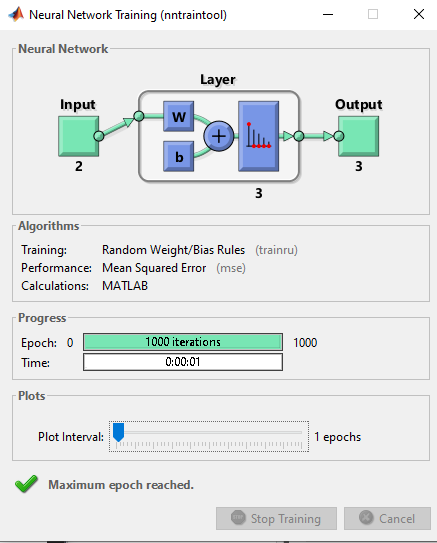 Neural Network Training (nntraintool)
Neural Network
Layer
Input
Output
W
b
+
2
3
3
Algorithms
Training: Random Weight/Bias Rules (trainru)
Performance: Mean Squared Error (mse)
Calculations: MATLAB
Progress
Epoch: 0 1000 iterations 1000
Time: 0:00:01
Plots
Plot Interval: 1 epochs
Maximum epoch reached.
Stop Training Cancel